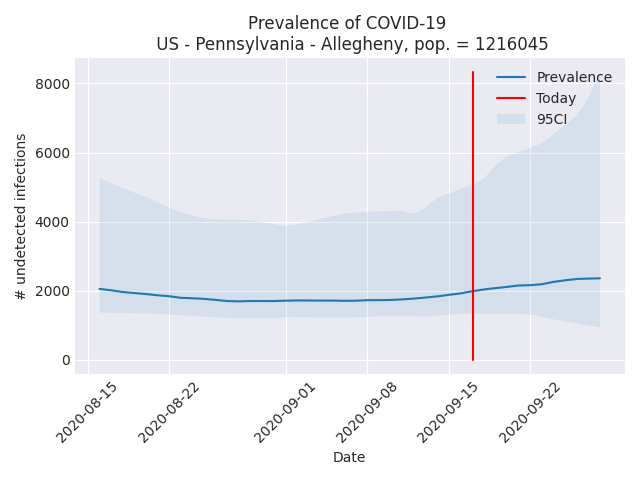 Prevalence of COVID-19
US - Pennsylvania - Allegheny, pop. = 1216045
Prevalence
Today
95CI
# undetected infections
8000
6000
4000
2000
0
2020-08-15
2020-08-22
2020-09-01
2020-09-08
2020-09-15
2020-09-22
Date